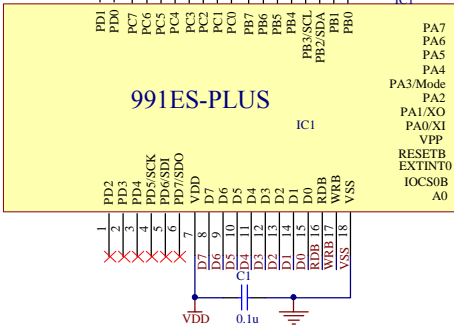 PD1
PD0
PC7
PC6
PC5
PC4
PC3
PC2
PC1
PC0
PB7
PB6
PB5
PB4
PB3/SCL
PB2/SDA
PB1
PB0
PA7
PA6
PA5
PA4
PA3/Mode
PA2
PA1/XO
PA0/XI
VPP
RESETB
EXTINT0
IOCS0B
A0
991ES-PLUS
IC1
PD2
PD3
PD4
PD5/SCK
PD6/SDI
PD7/SDO
VDD
D7
D6
D5
D4
D3
D2
D1
D0
RDB
WRB
VSS
1
2
3
4
5
6
7
8
9
10
11
12
13
14
15
16
17
18
D7
D6
D5
D4
D3
D2
D1
D0
RDB
WRB
VSS
C1
VDD
0.1u